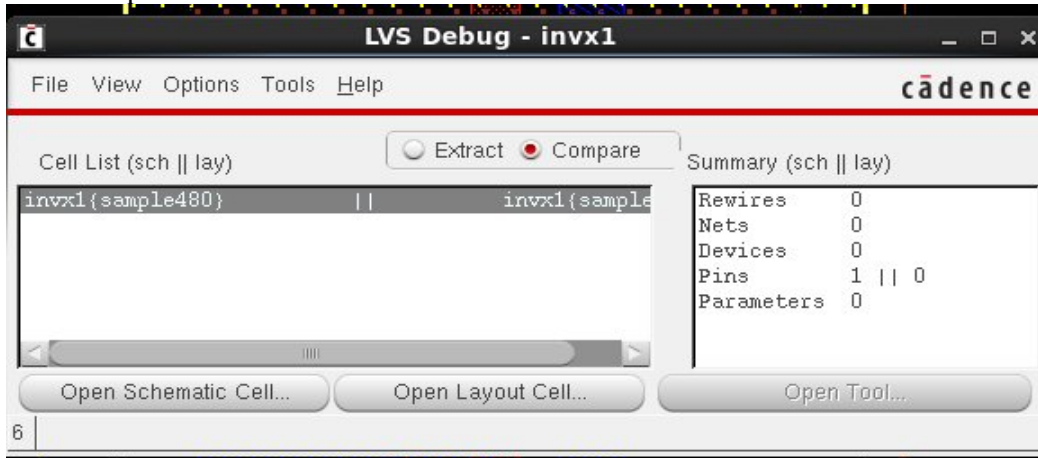 LVS Debug - invx1
File View Options Tools Help
cādence
Extract Compare
Cell List (sch || lay)
Summary (sch || lay)
invx1{sample480} || invx1{sample
Rewires 0
Nets 0
Devices 0
Pins 1 || 0
Parameters 0
Open Schematic Cell...
Open Layout Cell...
Open Tool...
6